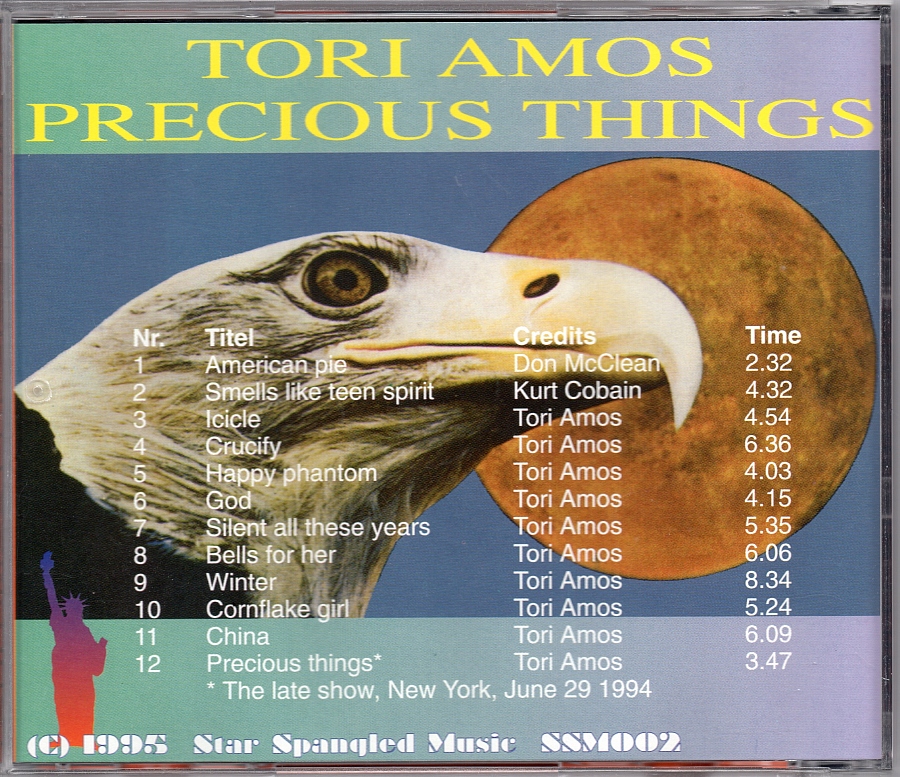 TORI AMOS
PRECIOUS THINGS
Nr. Titel Credits Time
1 American pie Don McClean 2.32
2 Smells like teen spirit Kurt Cobain 4.32
3 Icicle Tori Amos 4.54
4 Crucify Tori Amos 6.36
5 Happy phantom Tori Amos 4.03
6 God Tori Amos 4.15
7 Silent all these years Tori Amos 5.35
8 Bells for her Tori Amos 6.06
9 Winter Tori Amos 8.34
10 Cornflake girl Tori Amos 5.24
11 China Tori Amos 6.09
12 Precious things* Tori Amos 3.47
* The late show, New York, June 29 1994
(C) 1995 Star Spangled Music SSM002